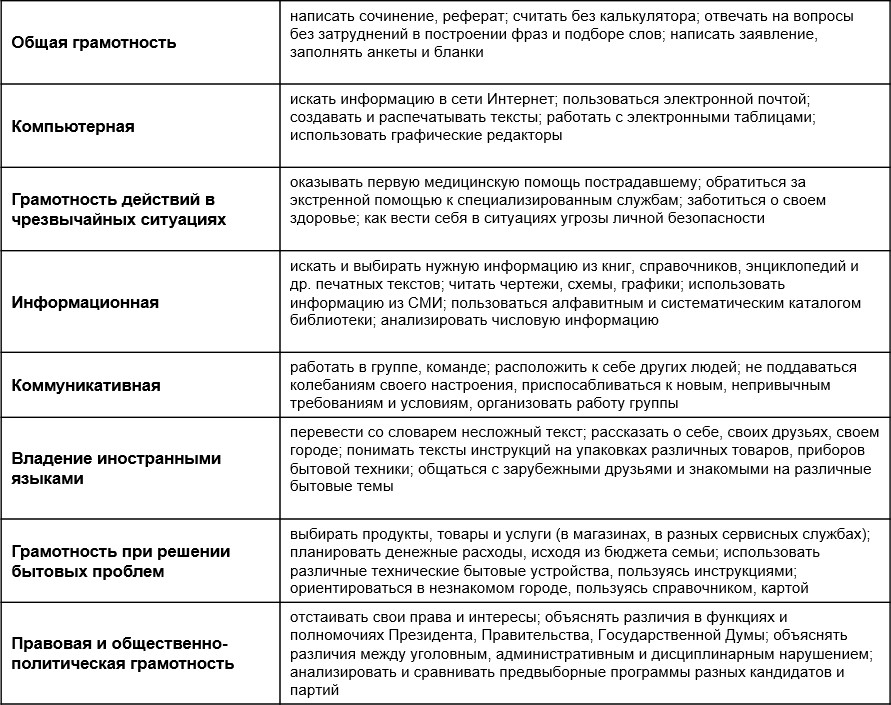 Общая грамотность
написать сочинение, реферат; считать без калькулятора; отвечать на вопросы
без затруднений в построении фраз и подборе слов; написать заявление,
заполнять анкеты и бланки
Компьютерная
искать информацию в сети Интернет; пользоваться электронной почтой;
создавать и распечатывать тексты; работать с электронными таблицами;
использовать графические редакторы
Грамотность действий в
чрезвычайных ситуациях
оказывать первую медицинскую помощь пострадавшему; обратиться за
экстренной помощью к специализированным службам; заботиться о своем
здоровье; как вести себя в ситуациях угрозы личной безопасности
Информационная
искать и выбирать нужную информацию из книг, справочников, энциклопедий и
др. печатных текстов; читать чертежи, схемы, графики; использовать
информацию из СМИ; пользоваться алфавитным и систематическим каталогом
библиотеки; анализировать числовую информацию
Коммуникативная
работать в группе, команде; расположить к себе других людей; не поддаваться
колебаниям своего настроения, приспосабливаться к новым, непривычным
требованиям и условиям, организовать работу группы
Владение иностранными
языками
перевести со словарем несложный текст; рассказать о себе, своих друзьях, своем
городе; понимать тексты инструкций на упаковках различных товаров, приборов
бытовой техники; общаться с зарубежными друзьями и знакомыми на различные
бытовые темы
Грамотность при решении
бытовых проблем
выбирать продукты, товары и услуги (в магазинах, в разных сервисных службах);
планировать денежные расходы, исходя из бюджета семьи; использовать
различные технические бытовые устройства, пользуясь инструкциями;
ориентироваться в незнакомом городе, пользуясь справочником, картой
Правовая и общественно-
политическая грамотность
отстаивать свои права и интересы; объяснять различия в функциях и
полномочиях Президента, Правительства, Государственной Думы; объяснять
различия между уголовным, административным и дисциплинарным нарушением;
анализировать и сравнивать предвыборные программы разных кандидатов и
партий